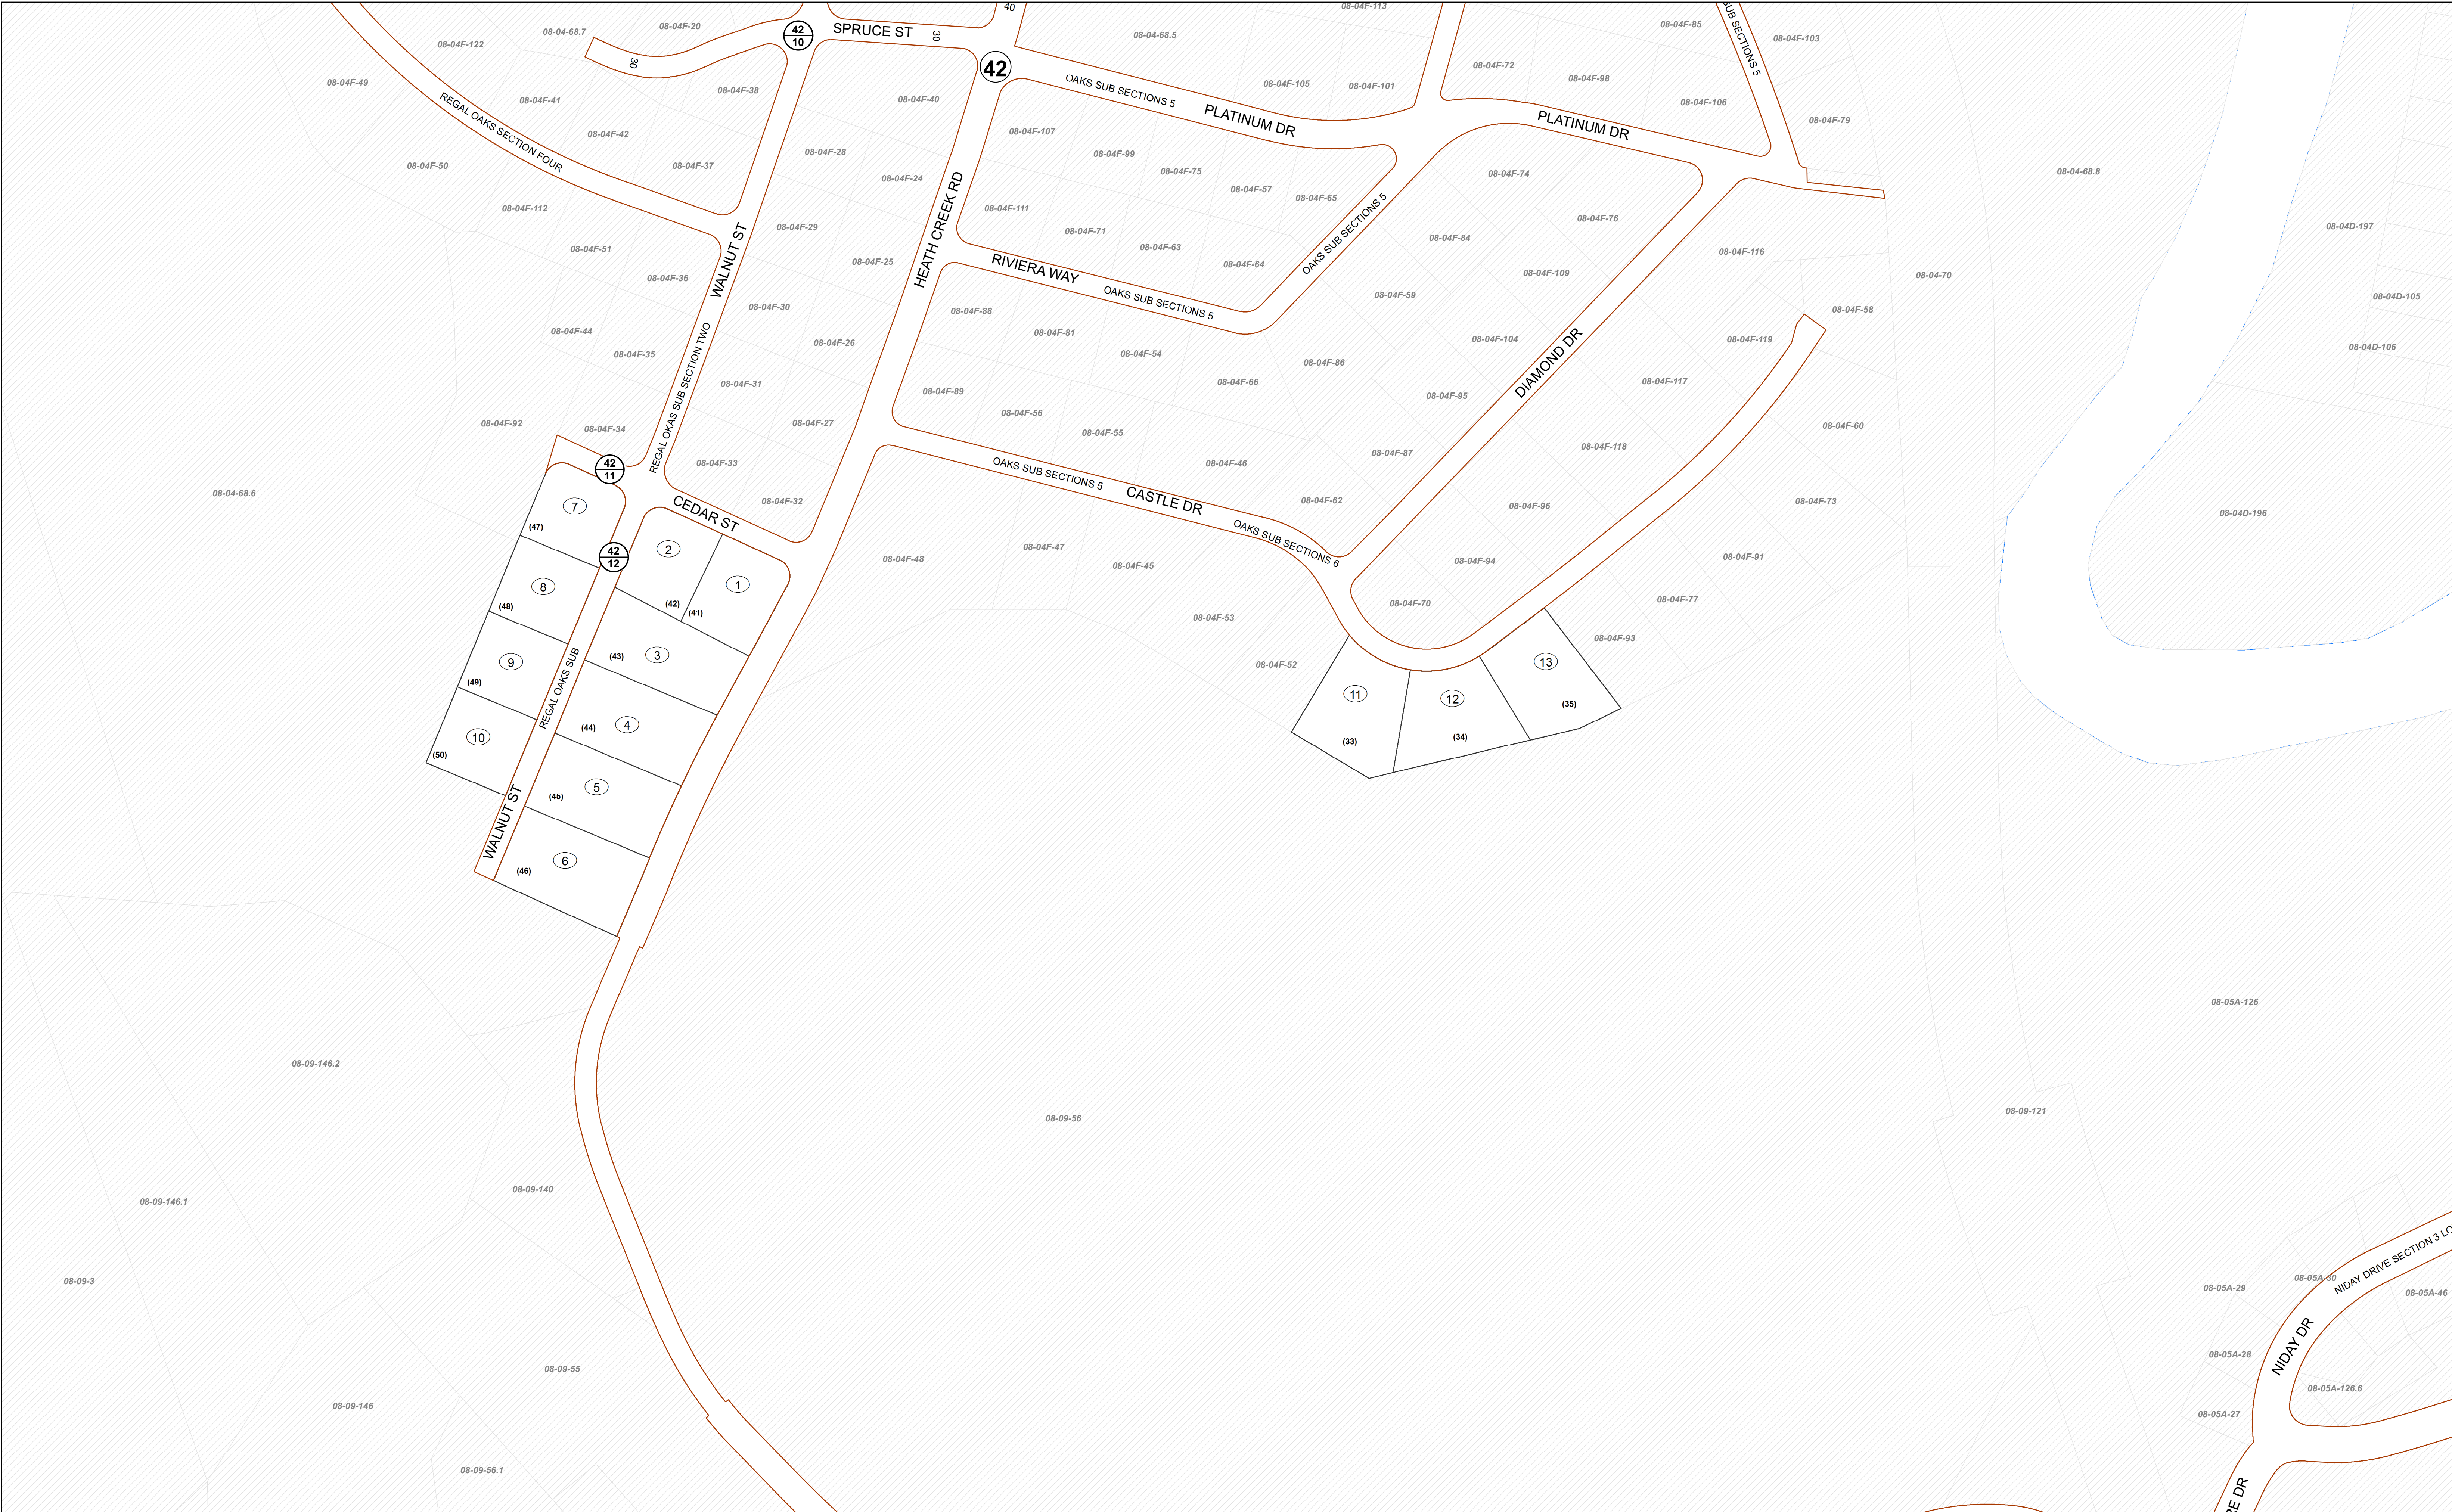 40
08-04F-113
08-04F-20
08-04-68.7
42
10
SPRUCE ST
30
08-04-68.5
08-04F-85
SUB SECTIONS 5
08-04F-103
08-04F-122
30
42
08-04F-49
08-04F-41
08-04F-38
08-04F-40
OAKS SUB SECTIONS 5
08-04F-105
08-04F-101
08-04F-72
08-04F-98
08-04F-106
PLATINUM DR
PLATINUM DR
08-04F-79
REGAL OAKS SECTION FOUR
08-04F-42
08-04F-107
08-04F-50
08-04F-37
08-04F-28
08-04F-24
08-04F-99
08-04F-75
08-04F-57
08-04F-65
08-04F-74
08-04-68.8
08-04F-112
HEATH CREEK RD
08-04F-111
08-04F-76
08-04F-29
08-04F-71
08-04F-63
08-04F-84
OAKS SUB SECTIONS 5
08-04D-197
08-04F-51
WALNUT ST
08-04F-25
RIVIERA WAY
08-04F-64
08-04F-116
08-04F-36
08-04F-109
08-04-70
OAKS SUB SECTIONS 5
08-04F-59
08-04D-105
08-04F-30
08-04F-88
08-04F-58
08-04F-44
08-04F-81
08-04F-26
08-04F-104
08-04F-119
08-04D-106
08-04F-35
08-04F-54
DIAMOND DR
08-04F-86
08-04F-31
08-04F-66
08-04F-117
08-04F-89
REGAL OKAS SUB SECTION TWO
08-04F-95
08-04F-56
08-04F-92
08-04F-34
08-04F-27
08-04F-55
08-04F-60
08-04F-118
08-04F-87
42
11
08-04F-33
OAKS SUB SECTIONS 5
08-04F-46
08-04-68.6
08-04F-32
CASTLE DR
08-04F-62
08-04F-73
7
CEDAR ST
08-04F-96
08-04D-196
(47)
OAKS SUB SECTIONS 6
2
08-04F-47
42
12
08-04F-48
08-04F-45
08-04F-94
08-04F-91
8
1
(48)
(42)
(41)
08-04F-70
08-04F-77
08-04F-53
08-04F-93
(43)
3
9
08-04F-52
13
(49)
REGAL OAKS SUB
11
12
(35)
(44)
4
10
(33)
(34)
(50)
5
(45)
WALNUT ST
6
(46)
08-05A-126
08-09-146.2
08-09-56
08-09-121
08-09-140
08-09-146.1
NIDAY DRIVE SECTION 3 LO
08-09-3
08-05A-30
08-05A-29
08-05A-46
NIDAY DR
08-05A-28
08-09-55
08-05A-126.6
08-09-146
08-05A-27
08-09-56.1
RE DR